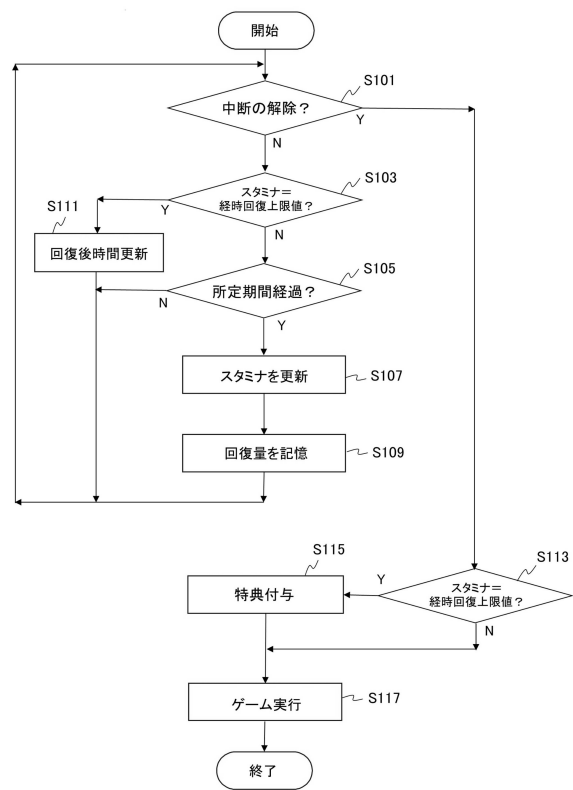 開始
S101
中断の解除？
Y
N
S103
スタミナ＝
経時回復上限値？
Y
N
S111
回復後時間更新
S105
所定期間経過？
N
Y
スタミナを更新
S107
回復量を記憶
S109
S115
特典付与
S113
スタミナ＝
経時回復上限値？
Y
N
ゲーム実行
S117
終了